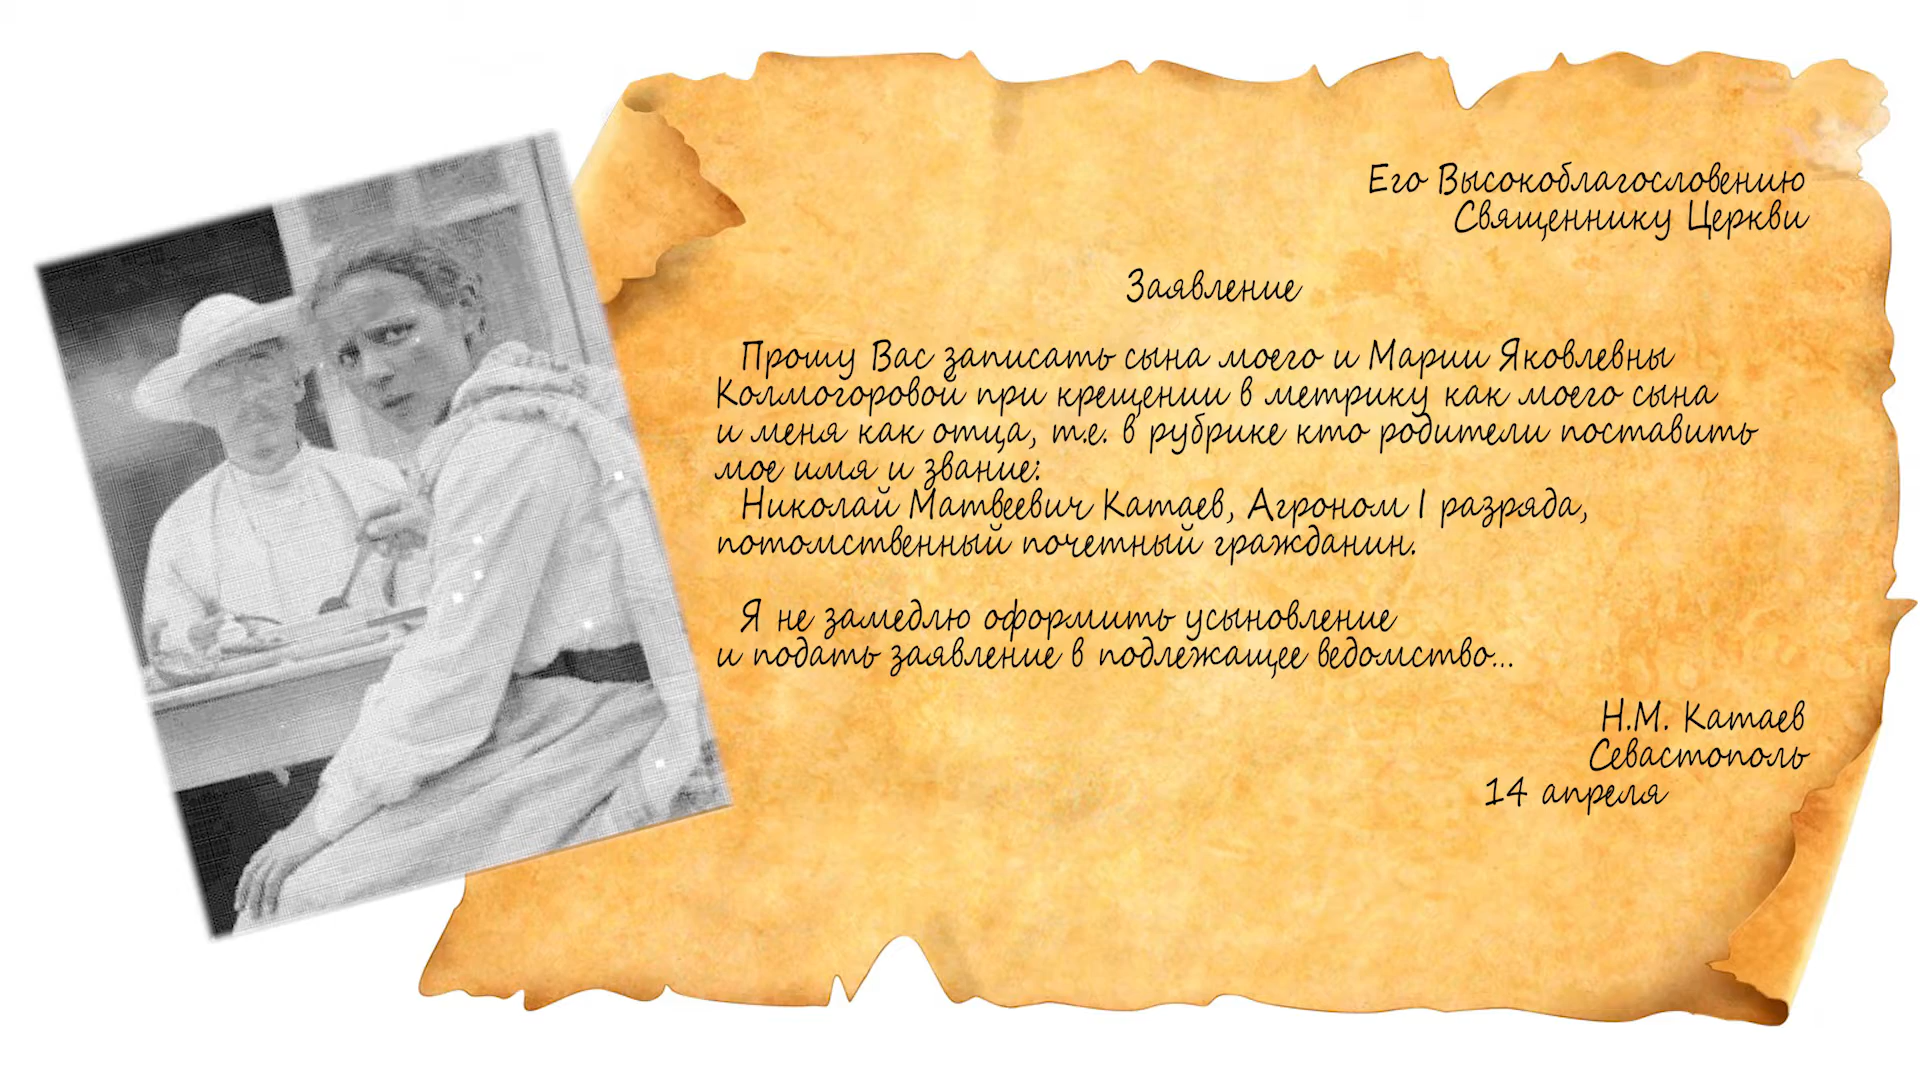 Его Высокоблагословению
Священнику Церкви
Заявление
Прошу Вас записать сына моего и Марии Яковлевны
Колмогоровой при крещении в метрику как моего сына
и меня как отца, т.е. в рубрике кто родители поставить
мое имя и звание:
Николай Матвеевич Катаев, Агроном I разряда,
потомственный почетный гражданин.
Я не замедлю оформить усыновление
и подать заявление в подлежащее ведомство...
Н.М. Катаев
Севастополь
14 апреля